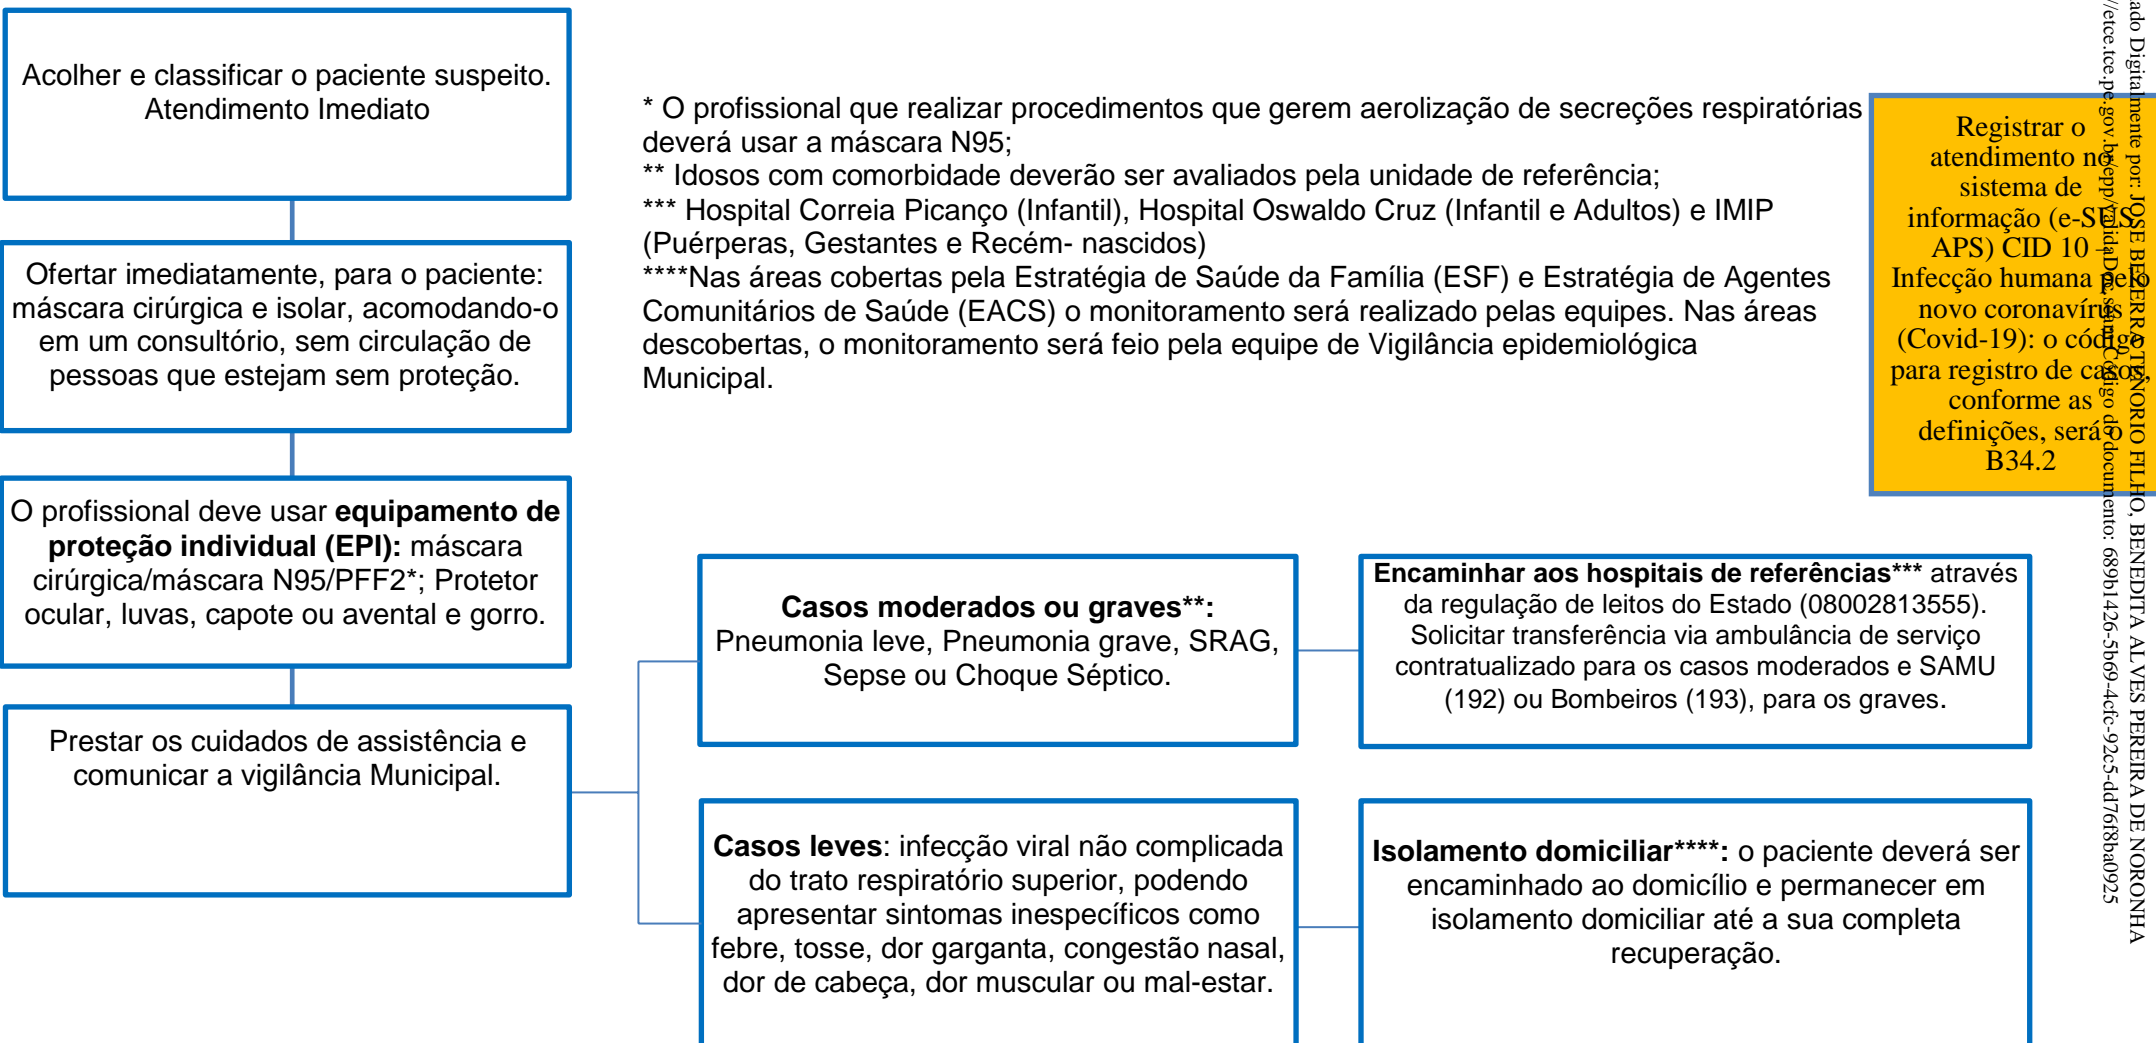 Acolher e classificar o paciente suspeito.
Atendimento Imediato
Ofertar imediatamente, para o paciente:
máscara cirúrgica e isolar, acomodando-o
em um consultório, sem circulação de
pessoas que estejam sem proteção.
O profissional deve usar equipamento de
proteção individual (EPI): máscara
cirúrgica/máscara N95/PFF2*; Protetor
ocular, luvas, capote ou avental e gorro.
Prestar os cuidados de assistência e
comunicar a vigilância Municipal.
* O profissional que realizar procedimentos que gerem aerolização de secreções respiratórias
deverá usar a máscara N95;
** Idosos com comorbidade deverão ser avaliados pela unidade de referência;
*** Hospital Correia Picanço (Infantil), Hospital Oswaldo Cruz (Infantil e Adultos) e IMIP
(Puérperas, Gestantes e Recém- nascidos)
****Nas áreas cobertas pela Estratégia de Saúde da Família (ESF) e Estratégia de Agentes
Comunitários de Saúde (EACS) o monitoramento será realizado pelas equipes. Nas áreas
descobertas, o monitoramento será feio pela equipe de Vigilância epidemiológica
Municipal.
Registrar o
atendimento no
sistema de
informação (e-SUS
APS) CID 10 –
Infecção humana pelo
novo coronavírus
(Covid-19): o código
para registro de casos,
conforme as
definições, será o
B34.2
Casos moderados ou graves**:
Pneumonia leve, Pneumonia grave, SRAG,
Sepse ou Choque Séptico.
Encaminhar aos hospitais de referências*** através
da regulação de leitos do Estado (08002813555).
Solicitar transferência via ambulância de serviço
contratualizado para os casos moderados e SAMU
(192) ou Bombeiros (193), para os graves.
Casos leves: infecção viral não complicada
do trato respiratório superior, podendo
apresentar sintomas inespecíficos como
febre, tosse, dor garganta, congestão nasal,
dor de cabeça, dor muscular ou mal-estar.
Isolamento domiciliar****: o paciente deverá ser
encaminhado ao domicílio e permanecer em
isolamento domiciliar até a sua completa
recuperação.
ado Digitalmente por: JOSE BEZERRA TENORIO FILHO, BENEDITA ALVES PEREIRA DE NORONHA
//etce.tce.pe.gov.br/epp/validaDoc.seam Código do documento: 689b1426-5b69-4cfc-92c5-dd76f8ba0925